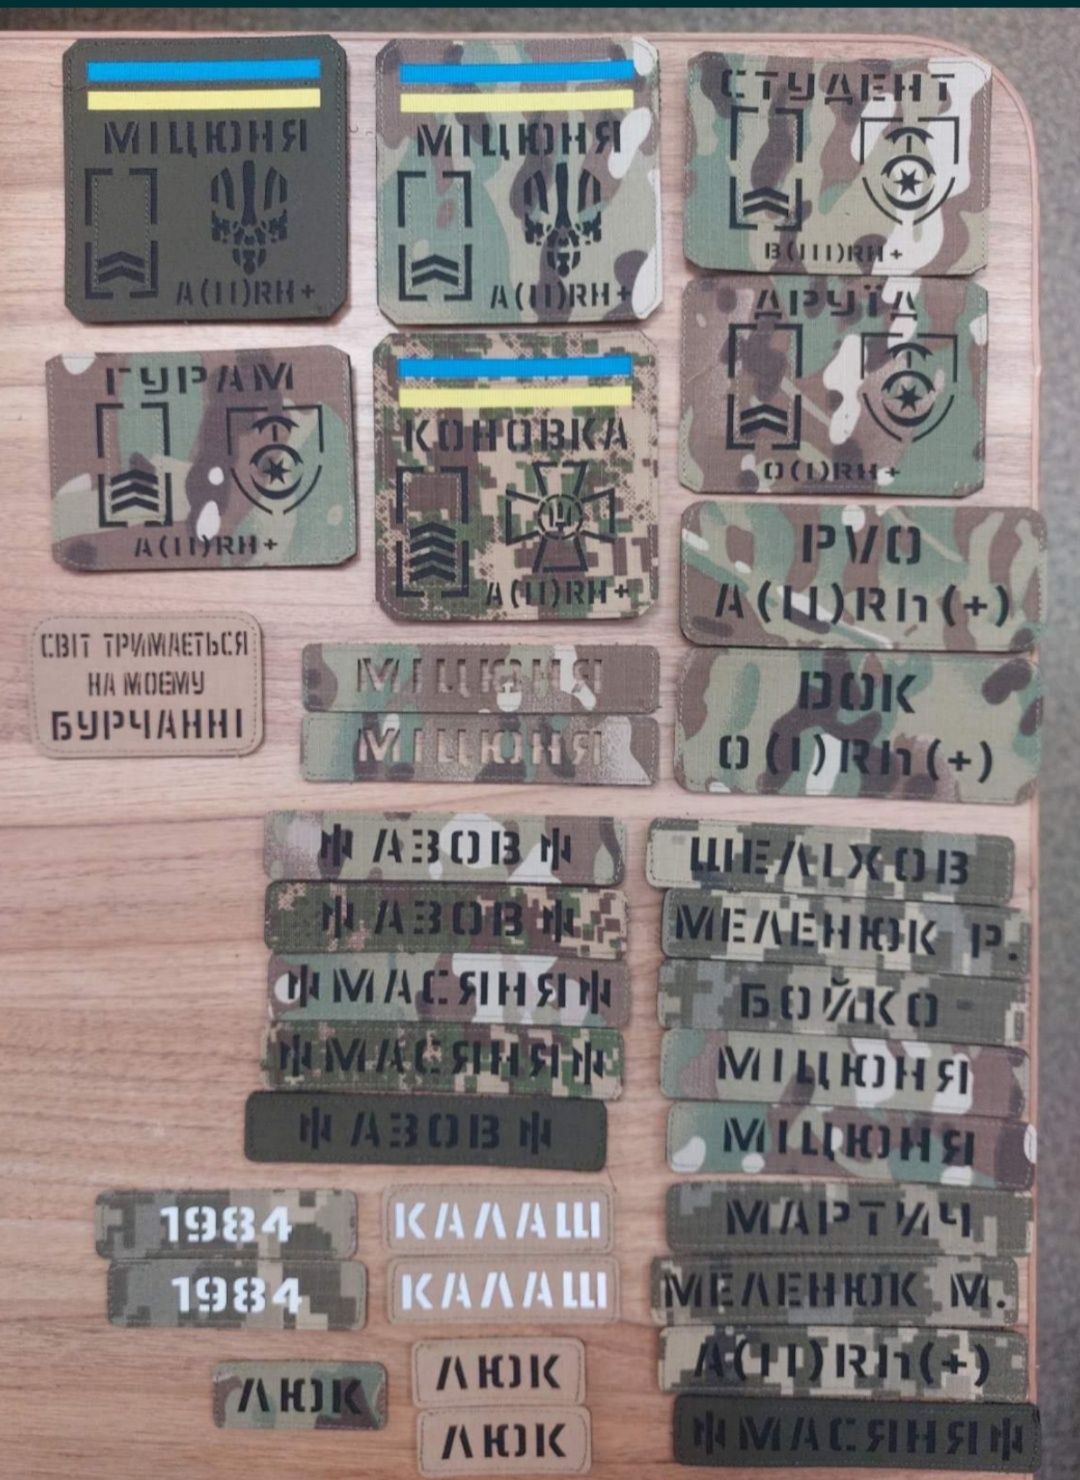 МІЦЮНЯ
A(II)RH+
МІЦЮНЯ
A(II)RH+
СТУДЕНТ
B(III)RH+
ДРУЇД
O(I)RH+
ГУРАМ
A(II)RH+
КОНОВКА
A(II)RH+
PVO
A(II)Rh(+)
СВІТ ТРИМАЄТЬСЯ
НА МОЄМУ
БУРЧАННІ
МІЦЮНЯ
МІЦЮНЯ
DOK
O(I)Rh(+)
АЗОВ
АЗОВ
МАСЯНЯ
МАСЯНЯ
АЗОВ
ШЕЛІХОВ
МЕЛЕНЮК Р.
БОЙКО
МІЦЮНЯ
МІЦЮНЯ
МАРТИЧ
МЕЛЕНЮК М.
A(II)Rh(+)
МАСЯНЯ
1984
1984
КАЛАШ
КАЛАШ
ЛЮК
ЛЮК
ЛЮК